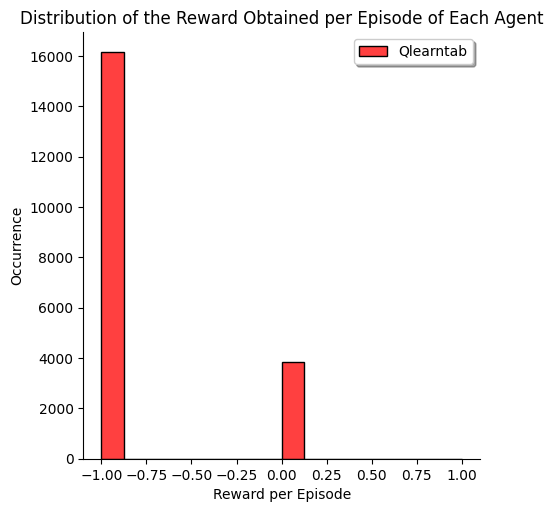 Distribution of the Reward Obtained per Episode of Each Agent
Qlearntab
16000
14000
12000
10000
8000
6000
4000
2000
0
Occurrence
−1.00 −0.75 −0.50 −0.25 0.00 0.25 0.50 0.75 1.00
Reward per Episode